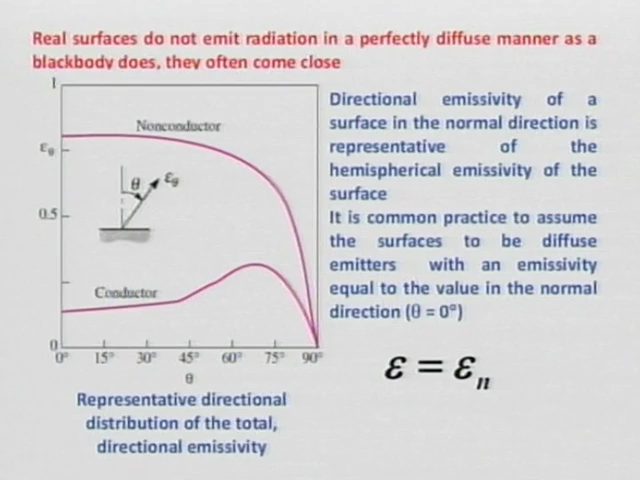 Real surfaces do not emit radiation in a perfectly diffuse manner as a
blackbody does, they often come close
1
Nonconductor
εθ
θ
εθ
0.5
Conductor
0
0° 15° 30° 45° 60° 75° 90°
θ
Representative directional
distribution of the total,
directional emissivity
Directional emissivity of a
surface in the normal direction is
representative of the
hemispherical emissivity of the
surface
It is common practice to assume
the surfaces to be diffuse
emitters with an emissivity
equal to the value in the normal
direction (θ = 0°)
ε = εn